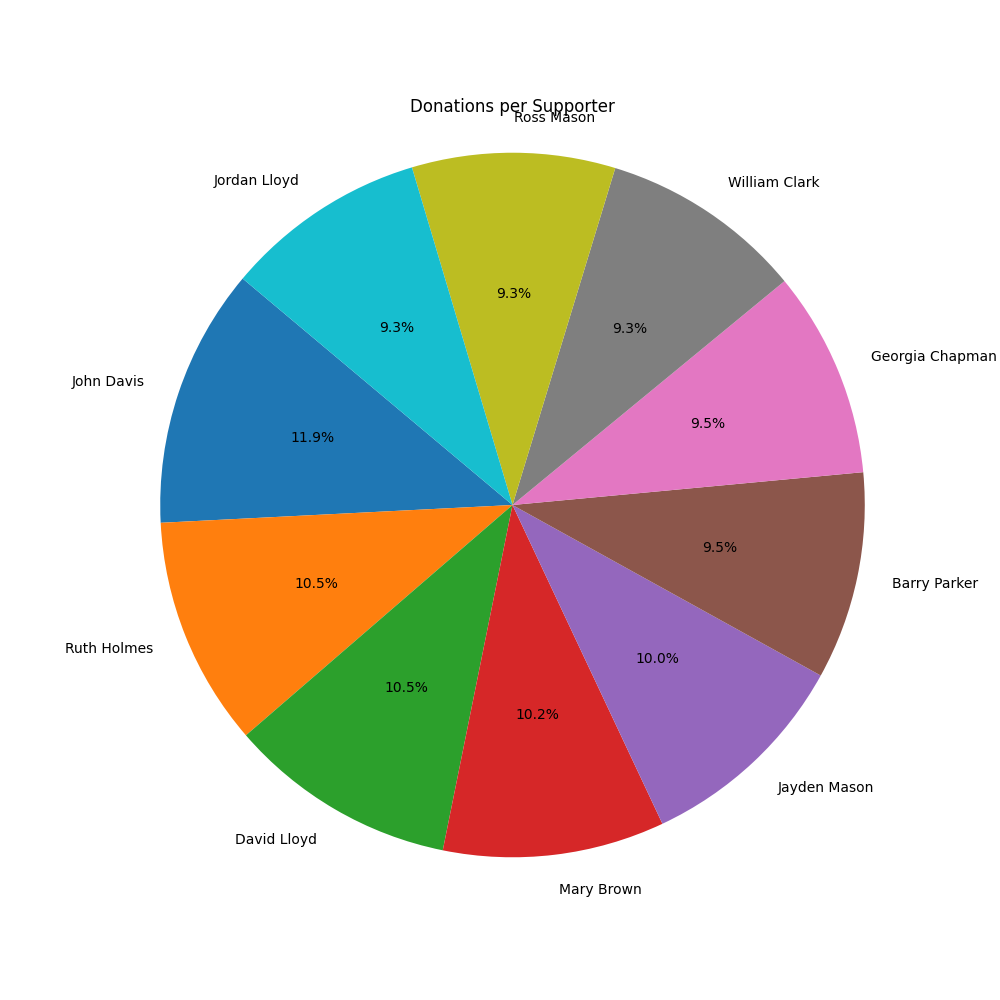 Donations per Supporter
Ross Mason
William Clark
Jordan Lloyd
9.3%
9.3%
9.3%
Georgia Chapman
John Davis
9.5%
11.9%
9.5%
Barry Parker
10.5%
Ruth Holmes
10.0%
10.5%
10.2%
Jayden Mason
David Lloyd
Mary Brown